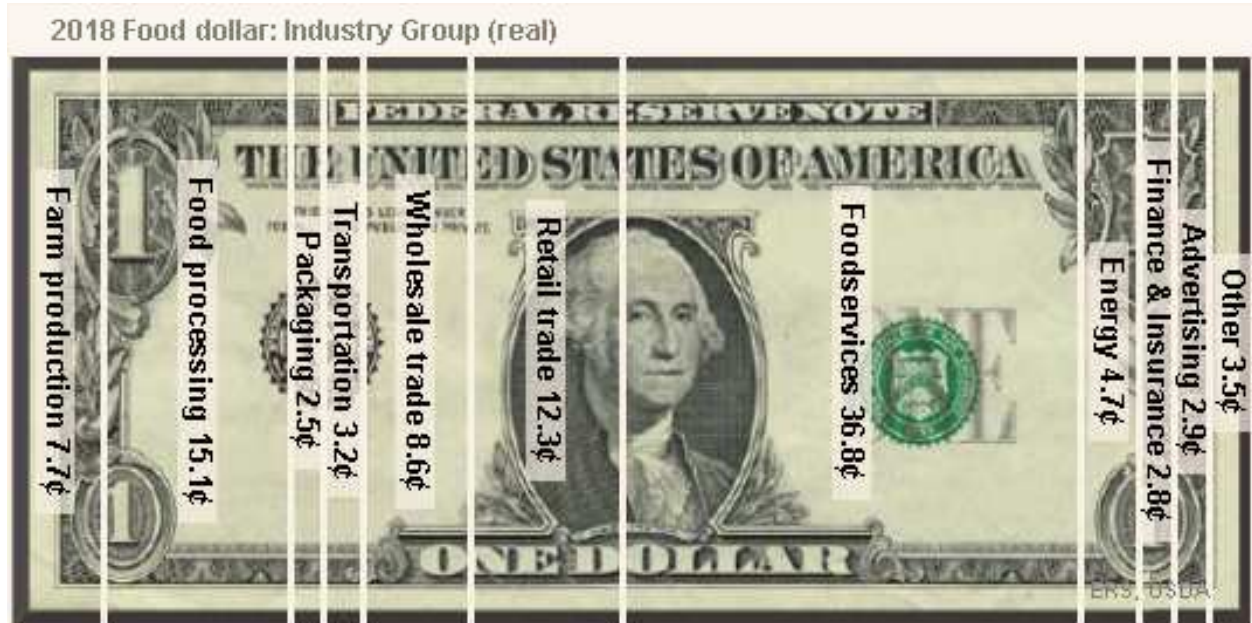 2018 Food dollar: Industry Group (real)
FEDERAL RESERVE NOTE
THE UNITED STATES OF AMERICA
Farm production 7.7¢
Food processing 15.1¢
Packaging 2.5¢
Transportation 3.2¢
Wholesale trade 8.6¢
Retail trade 12.3¢
Foodservices 36.8¢
Energy 4.7¢
Finance & Insurance 2.8¢
Advertising 2.9¢
Other 3.5¢
1
1
ONE DOLLAR
ERS, USDA